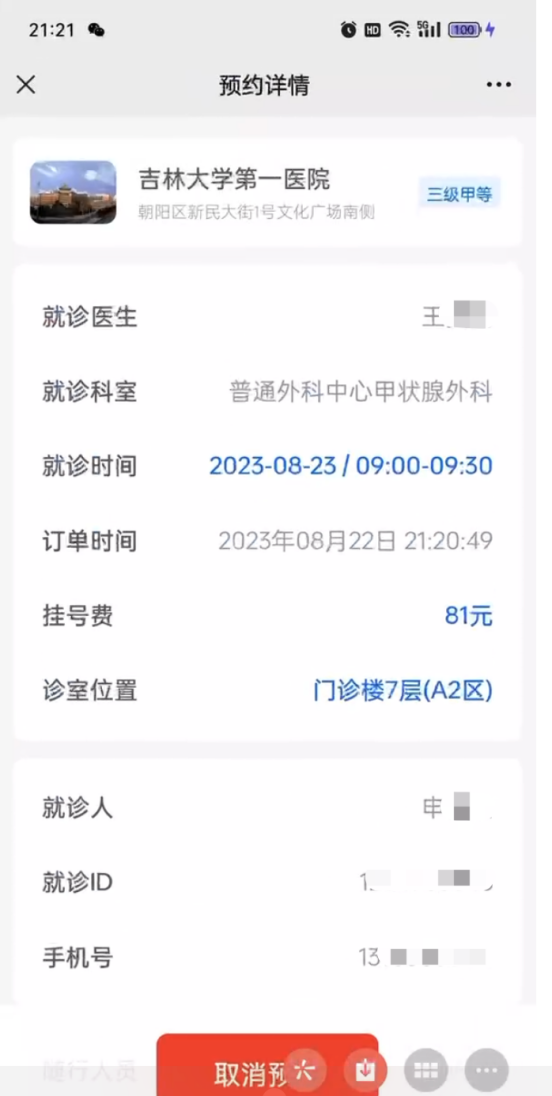 21:21
HD 5G 100
预约详情
吉林大学第一医院
朝阳区新民大街1号文化广场南侧
三级甲等
就诊医生 王
就诊科室 普通外科中心甲状腺外科
就诊时间 2023-08-23 / 09:00-09:30
订单时间 2023年08月22日 21:20:49
挂号费 81元
诊室位置 门诊楼7层(A2区)
就诊人
就诊ID
手机号 13
随行人员
取消预